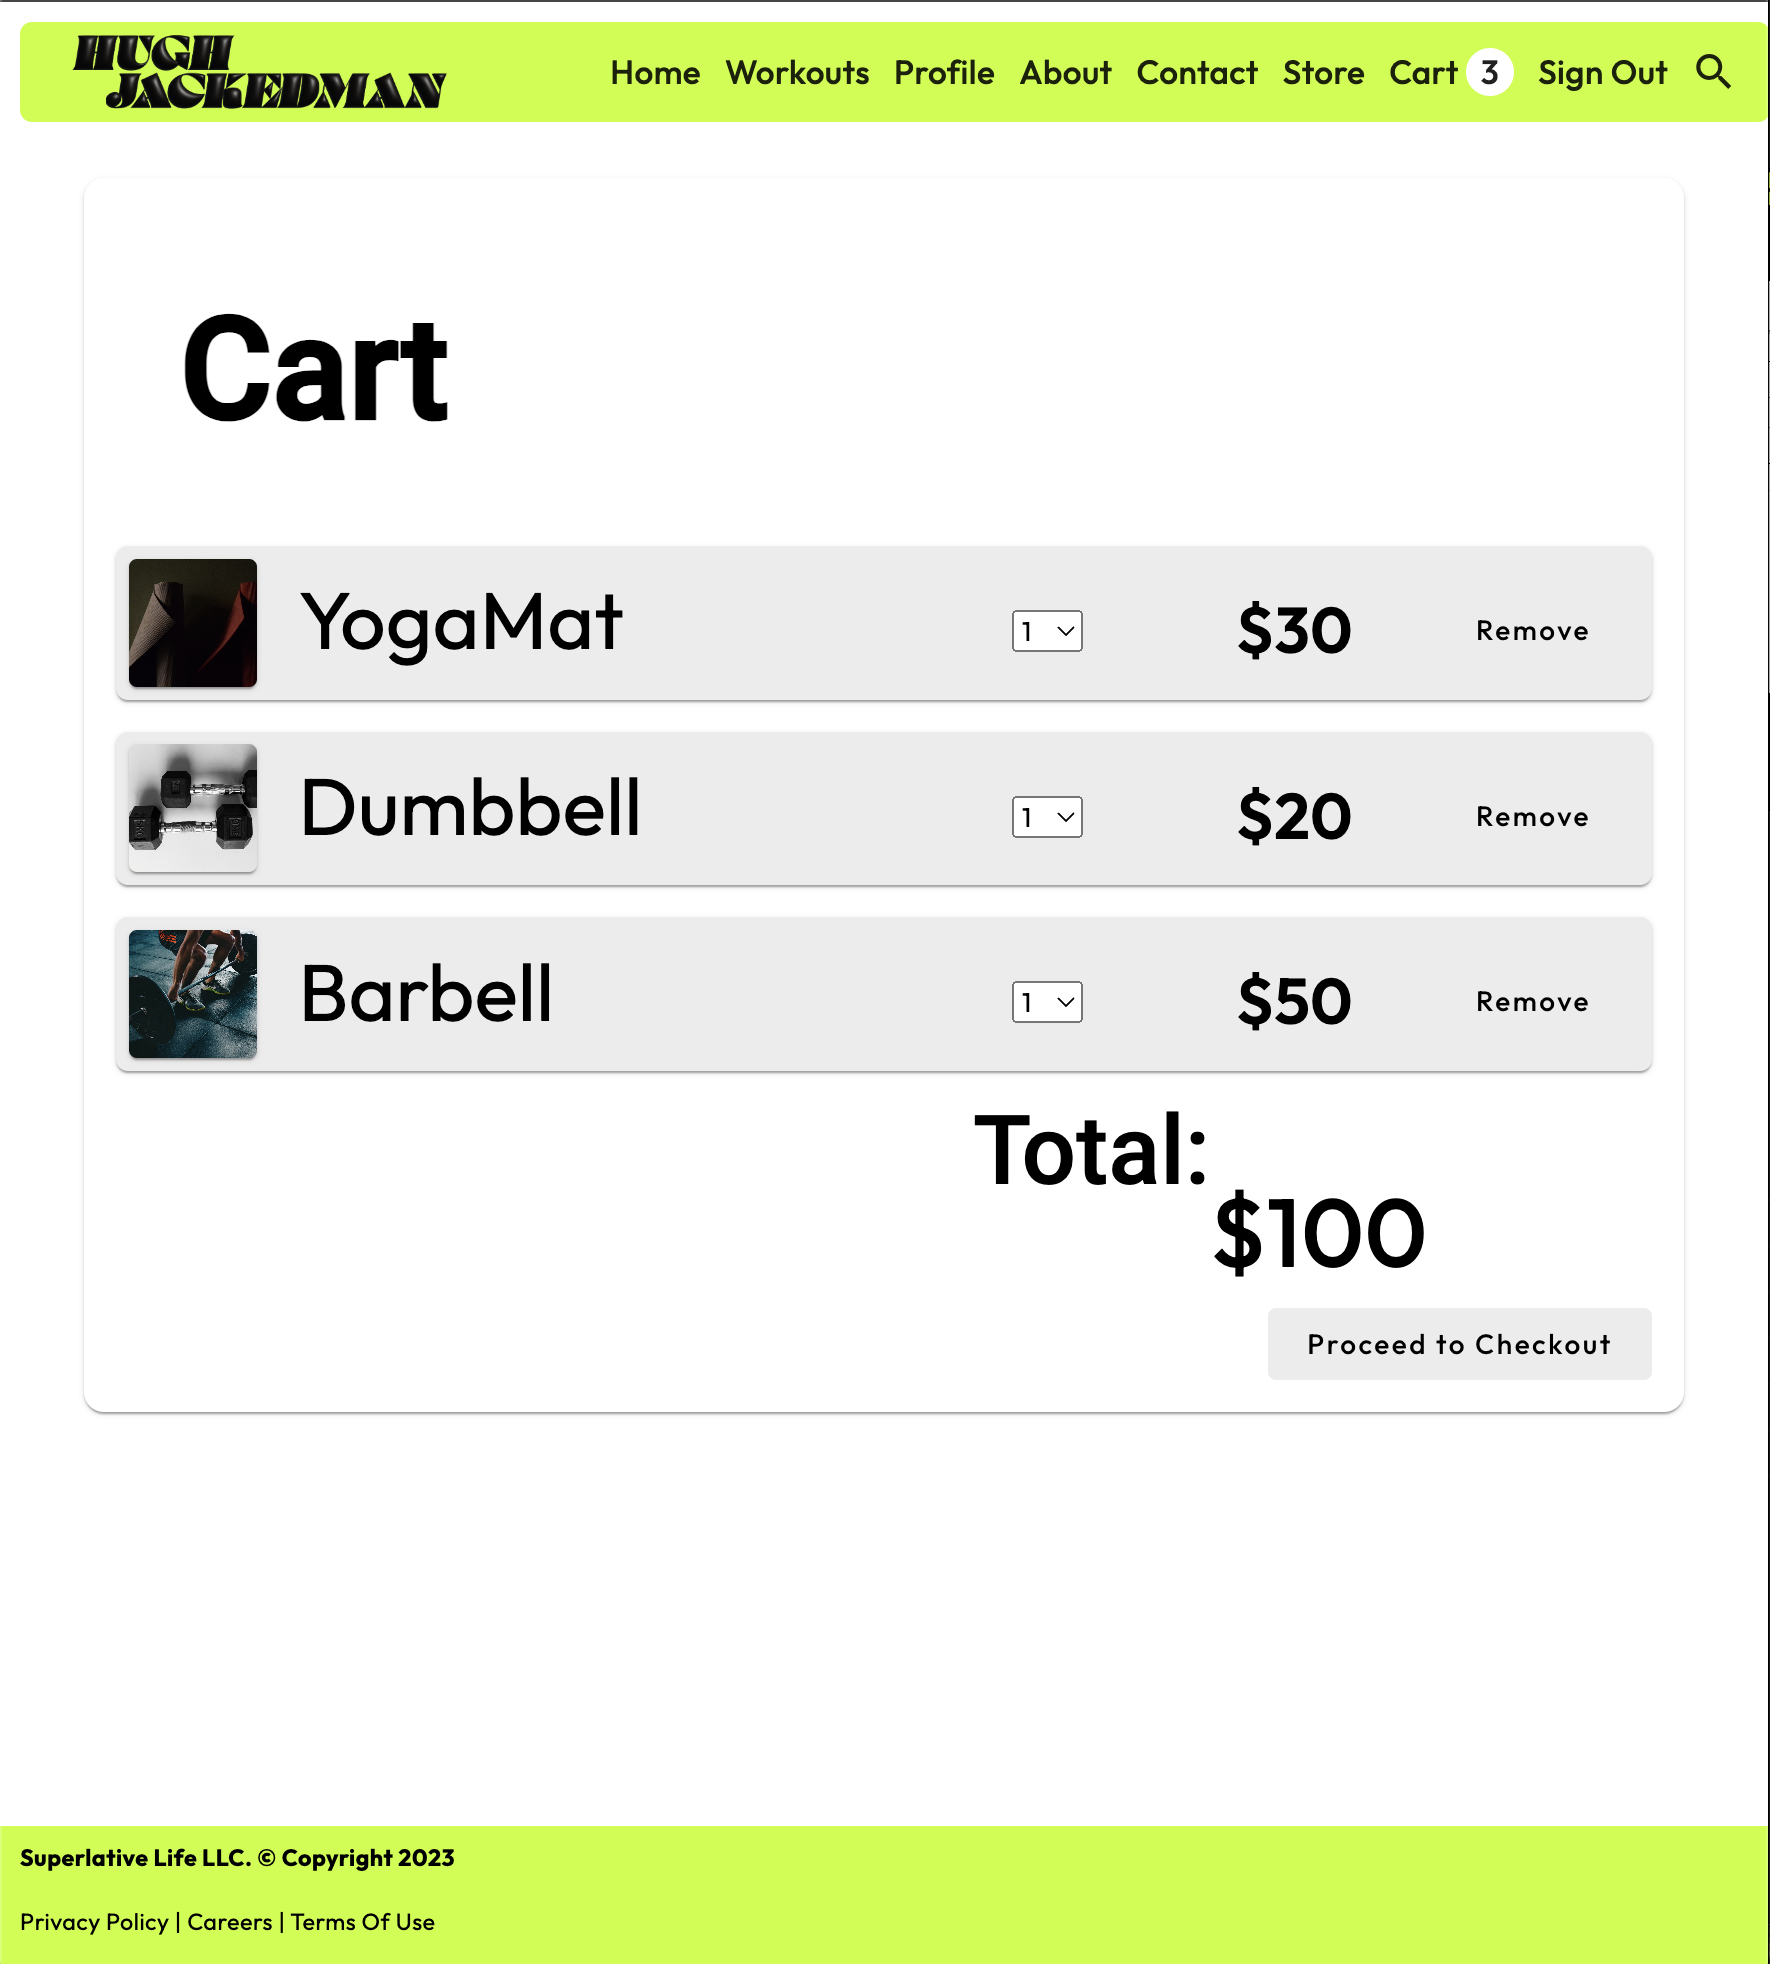 HUGH
JACKEDMAN
Home Workouts Profile About Contact Store Cart 3 Sign Out
Cart
YogaMat 1 $30 Remove
Dumbbell 1 $20 Remove
Barbell 1 $50 Remove
Total:
$100
Proceed to Checkout
Superlative Life LLC. © Copyright 2023
Privacy Policy | Careers | Terms Of Use